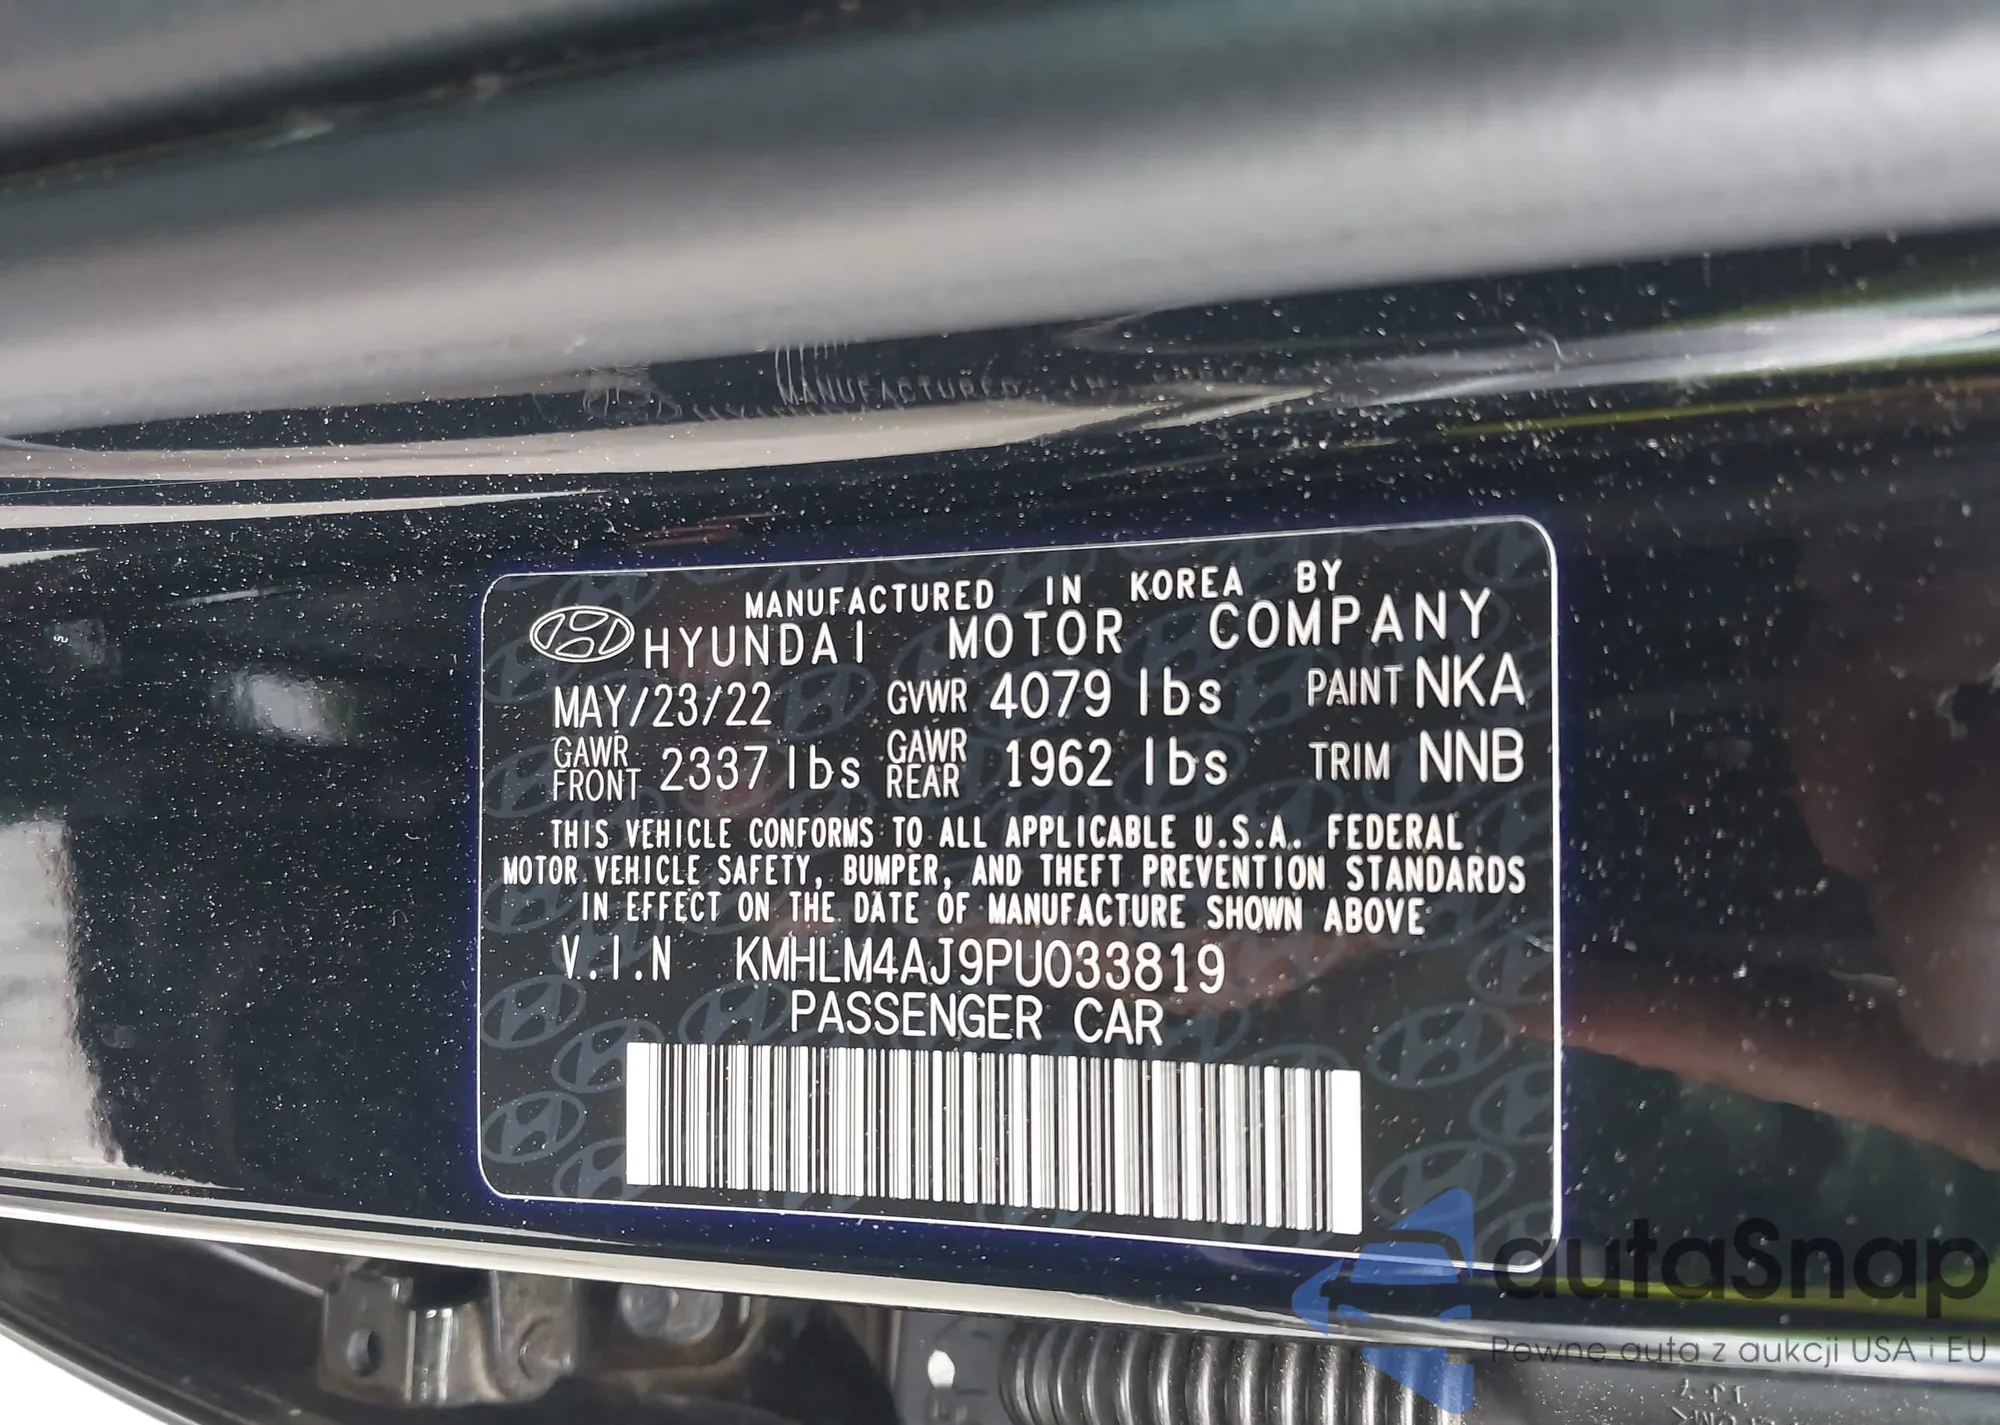 MANUFACTURED IN KOREA BY
HYUNDAI MOTOR COMPANY
MAY/23/22 GVWR 4079 lbs PAINT NKA
GAWR FRONT 2337 lbs GAWR REAR 1962 lbs TRIM NNB
THIS VEHICLE CONFORMS TO ALL APPLICABLE U.S.A. FEDERAL
MOTOR VEHICLE SAFETY, BUMPER, AND THEFT PREVENTION STANDARDS
IN EFFECT ON THE DATE OF MANUFACTURE SHOWN ABOVE
V.I.N KMHLM4AJ9PU033819
PASSENGER CAR
autaSnap
Pewne auta z aukcji USA i EU